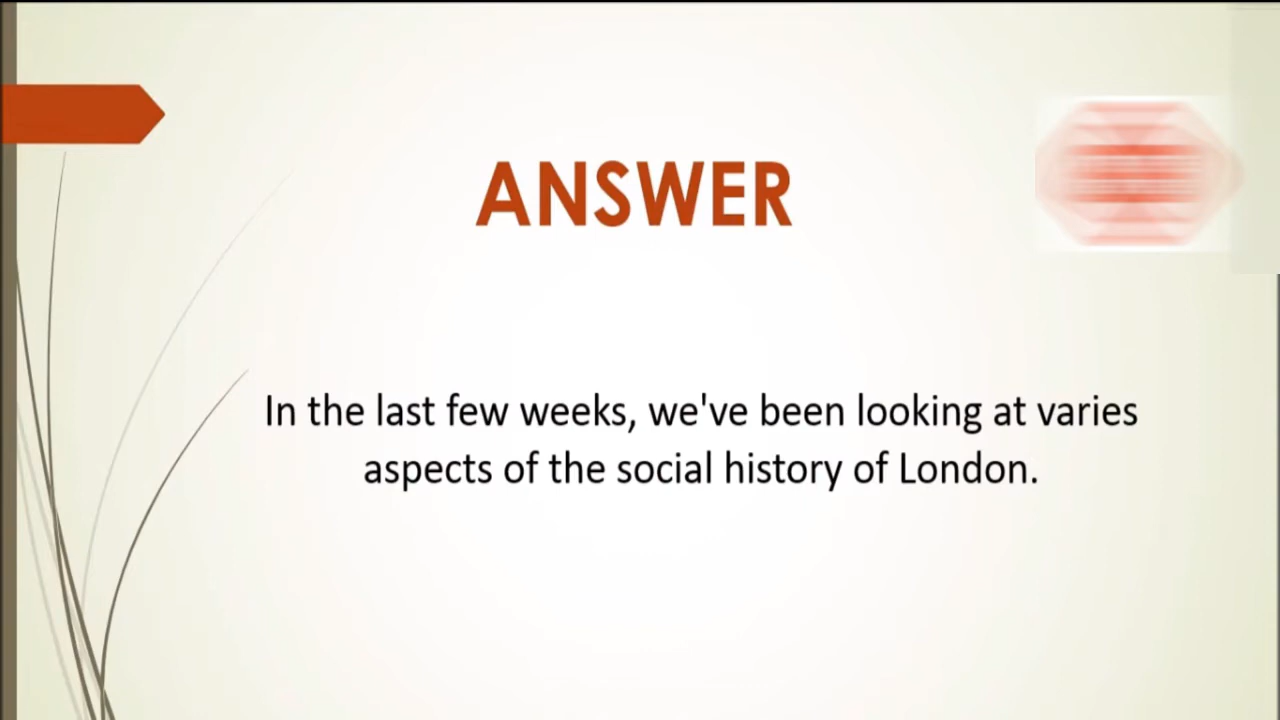 ANSWER
In the last few weeks, we've been looking at varies
aspects of the social history of London.